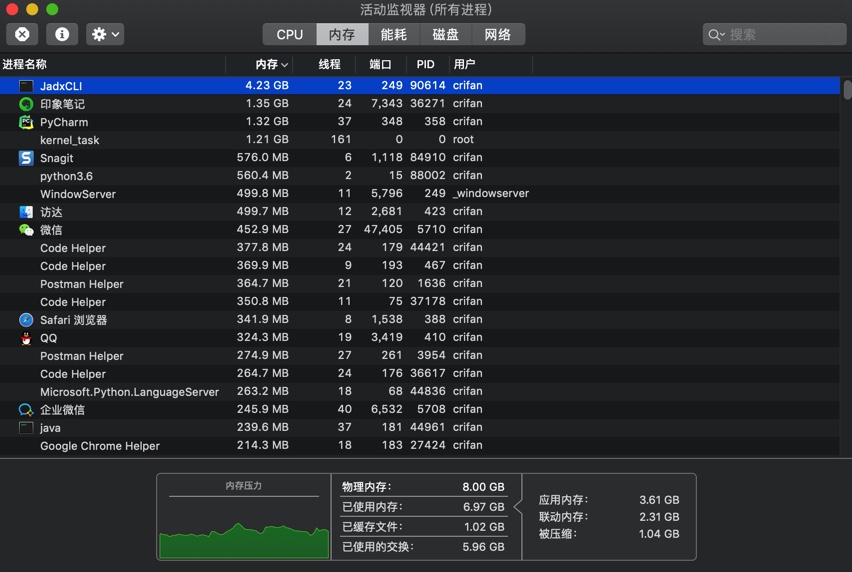 活动监视器 (所有进程)
CPU 内存 能耗 磁盘 网络 搜索
进程名称 内存 线程 端口 PID 用户
JadxCLI 4.23 GB 23 249 90614 crifan
印象笔记 1.35 GB 24 7,343 36271 crifan
PyCharm 1.32 GB 37 348 358 crifan
kernel_task 1.21 GB 161 0 0 root
Snagit 576.0 MB 6 1,118 84910 crifan
python3.6 560.4 MB 2 15 88002 crifan
WindowServer 499.8 MB 11 5,796 249 _windowserver
访达 499.7 MB 12 2,681 423 crifan
微信 452.9 MB 27 47,405 5710 crifan
Code Helper 377.8 MB 24 179 44421 crifan
Code Helper 369.9 MB 9 193 467 crifan
Postman Helper 364.7 MB 21 120 1636 crifan
Code Helper 350.8 MB 11 75 37178 crifan
Safari 浏览器 341.9 MB 8 1,538 388 crifan
QQ 324.3 MB 19 3,419 410 crifan
Postman Helper 274.9 MB 27 261 3954 crifan
Code Helper 264.7 MB 24 176 36617 crifan
Microsoft.Python.LanguageServer 263.2 MB 18 68 44836 crifan
企业微信 245.9 MB 40 6,532 5708 crifan
java 239.6 MB 37 181 44961 crifan
Google Chrome Helper 214.3 MB 18 183 27424 crifan
内存压力
物理内存: 8.00 GB
已使用内存: 6.97 GB
已缓存文件: 1.02 GB
已使用的交换: 5.96 GB
应用内存: 3.61 GB
联动内存: 2.31 GB
被压缩: 1.04 GB